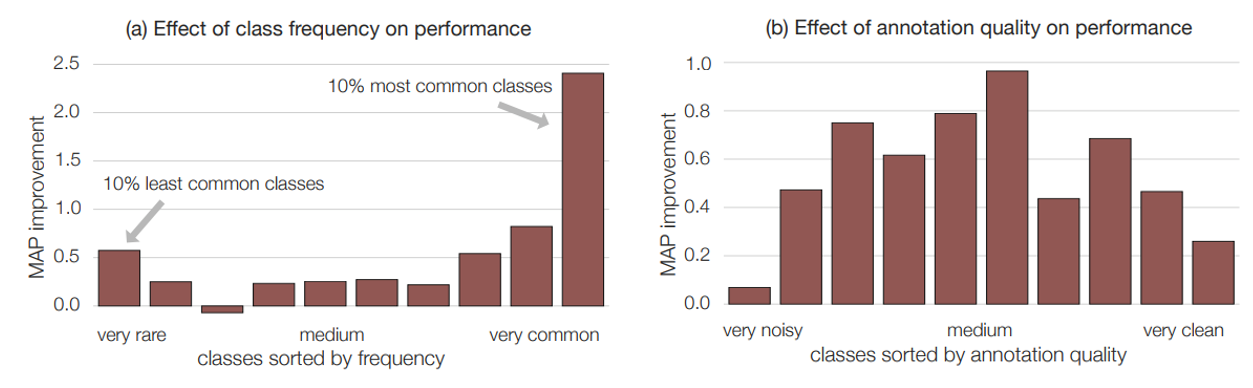 (a) Effect of class frequency on performance
MAP improvement
2.5
2.0
1.5
1.0
0.5
0.0
10% most common classes
10% least common classes
very rare
medium
very common
classes sorted by frequency
(b) Effect of annotation quality on performance
MAP improvement
1.0
0.8
0.6
0.4
0.2
0.0
very noisy
medium
very clean
classes sorted by annotation quality